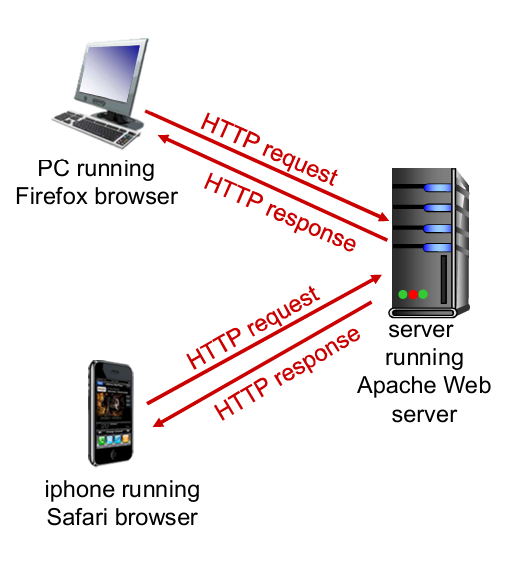 HTTP request
HTTP response
PC running
Firefox browser
HTTP request
HTTP response
server
running
Apache Web
server
iphone running
Safari browser